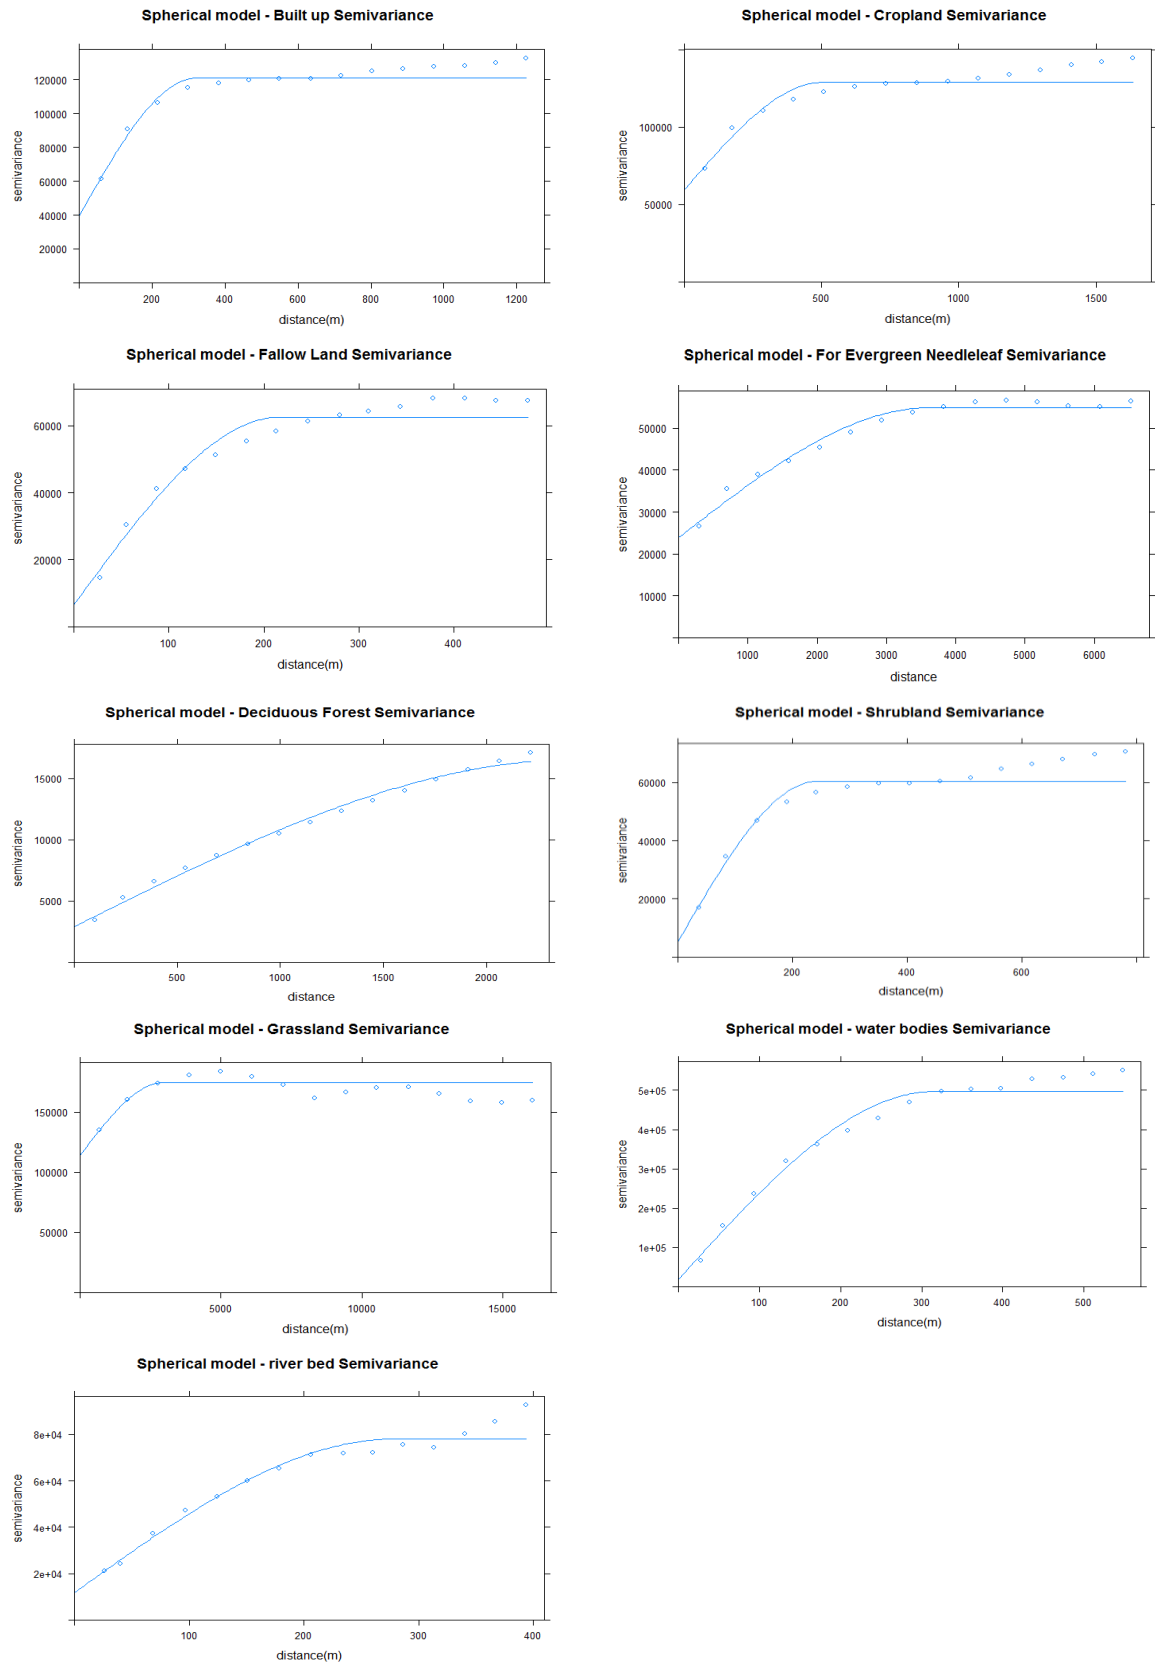 Spherical model - Built up Semivariance
semivariance
120000
100000
80000
60000
40000
20000
200 400 600 800 1000 1200
distance(m)
Spherical model - Cropland Semivariance
semivariance
100000
50000
500 1000 1500
distance(m)
Spherical model - Fallow Land Semivariance
semivariance
60000
40000
20000
100 200 300 400
distance(m)
Spherical model - For Evergreen Needleleaf Semivariance
semivariance
50000
40000
30000
20000
10000
1000 2000 3000 4000 5000 6000
distance
Spherical model - Deciduous Forest Semivariance
semivariance
15000
10000
5000
500 1000 1500 2000
distance
Spherical model - Shrubland Semivariance
semivariance
60000
40000
20000
200 400 600
distance(m)
Spherical model - Grassland Semivariance
semivariance
150000
100000
50000
5000 10000 15000
distance(m)
Spherical model - water bodies Semivariance
semivariance
5e+05
4e+05
3e+05
2e+05
1e+05
100 200 300 400 500
distance(m)
Spherical model - river bed Semivariance
semivariance
8e+04
6e+04
4e+04
2e+04
100 200 300 400
distance(m)